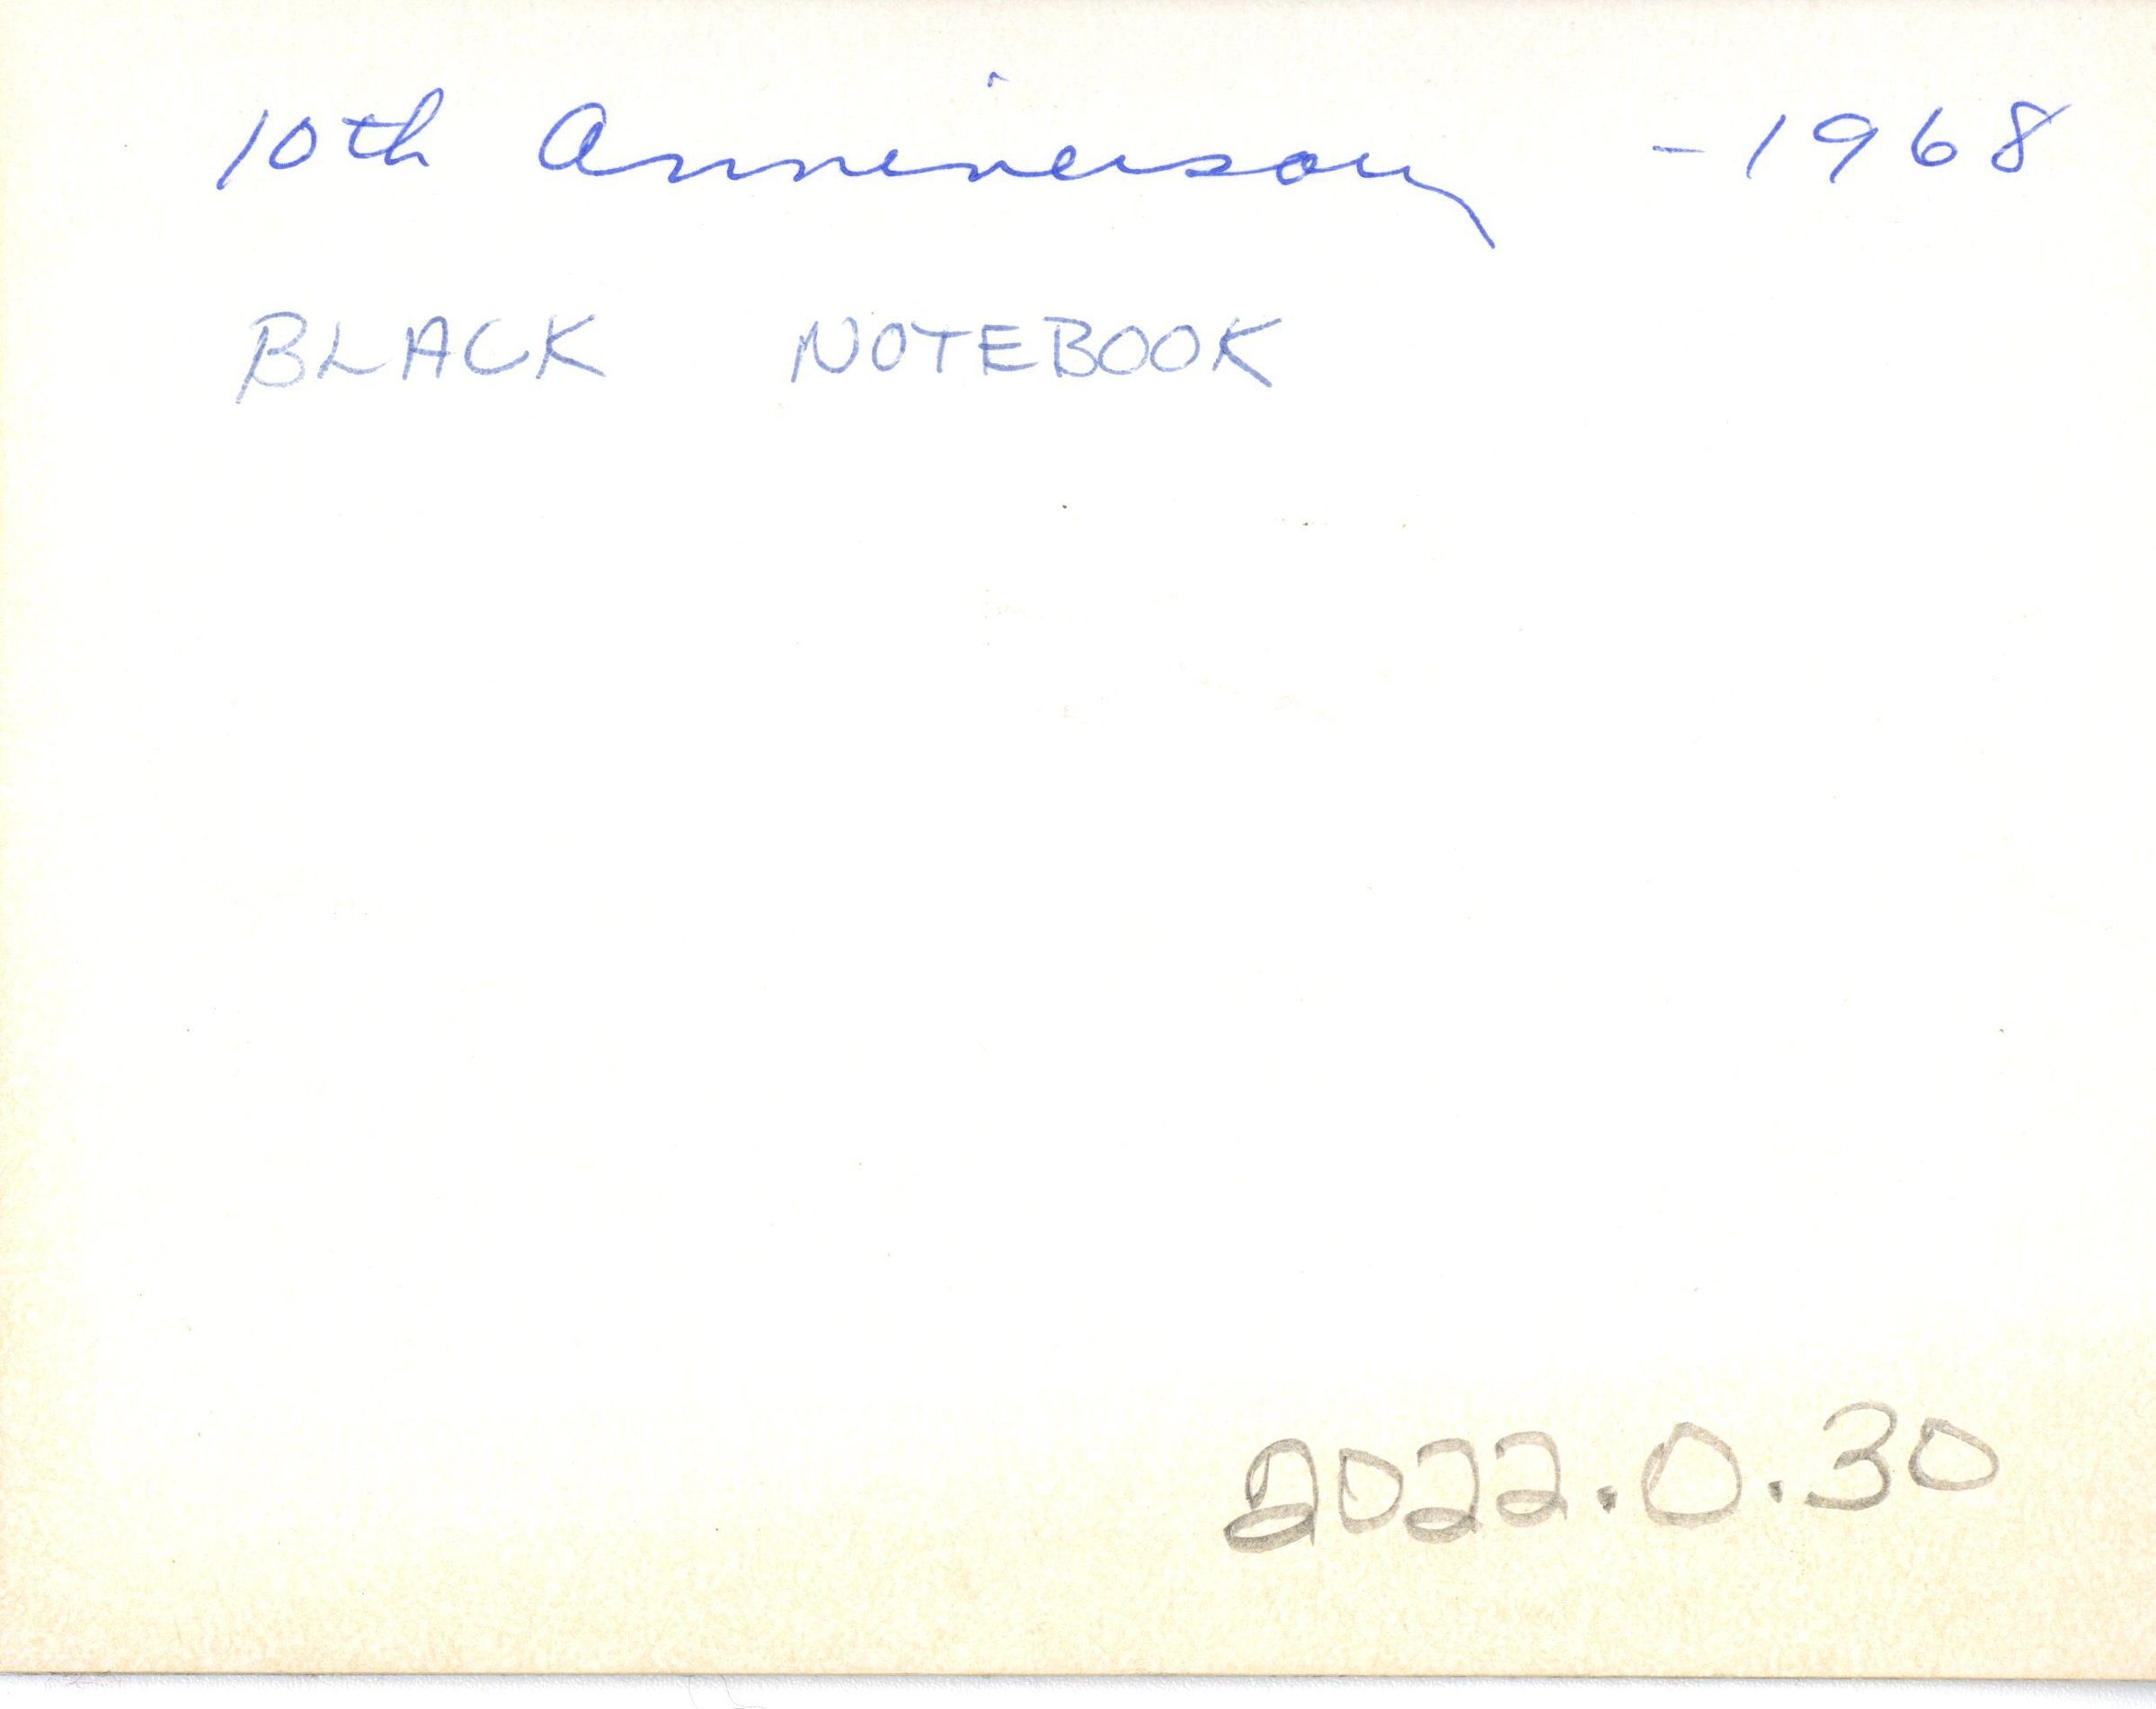 10th Anniversary - 1968
BLACK NOTEBOOK
2022.0.30